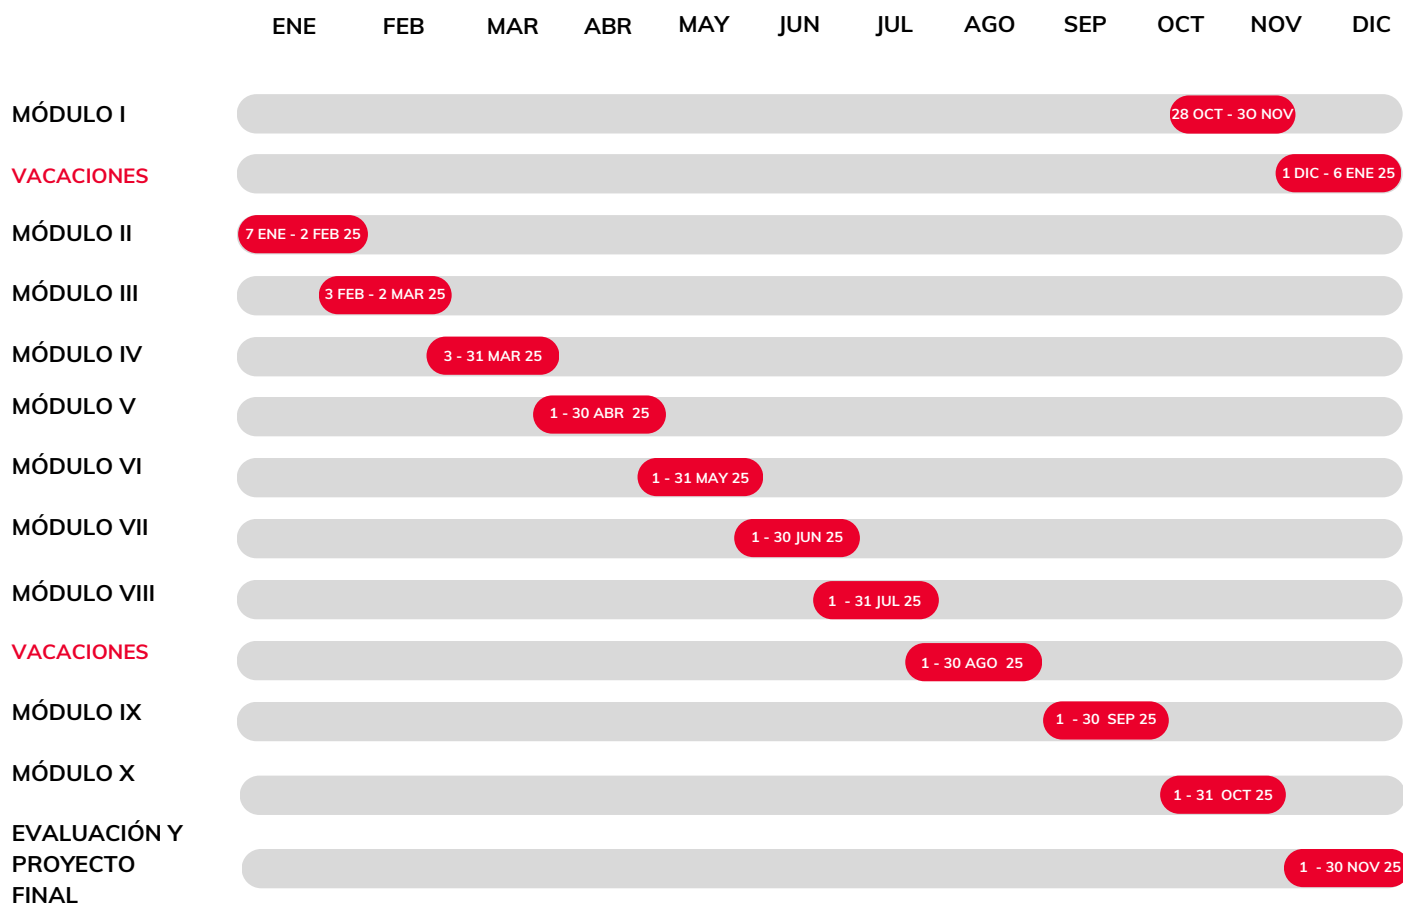 ENE FEB MAR ABR MAY JUN JUL AGO SEP OCT NOV DIC
MÓDULO I 28 OCT - 3O NOV
VACACIONES 1 DIC - 6 ENE 25
MÓDULO II 7 ENE - 2 FEB 25
MÓDULO III 3 FEB - 2 MAR 25
MÓDULO IV 3 - 31 MAR 25
MÓDULO V 1 - 30 ABR 25
MÓDULO VI 1 - 31 MAY 25
MÓDULO VII 1 - 30 JUN 25
MÓDULO VIII 1 - 31 JUL 25
VACACIONES 1 - 30 AGO 25
MÓDULO IX 1 - 30 SEP 25
MÓDULO X 1 - 31 OCT 25
EVALUACIÓN Y
PROYECTO 1 - 30 NOV 25
FINAL